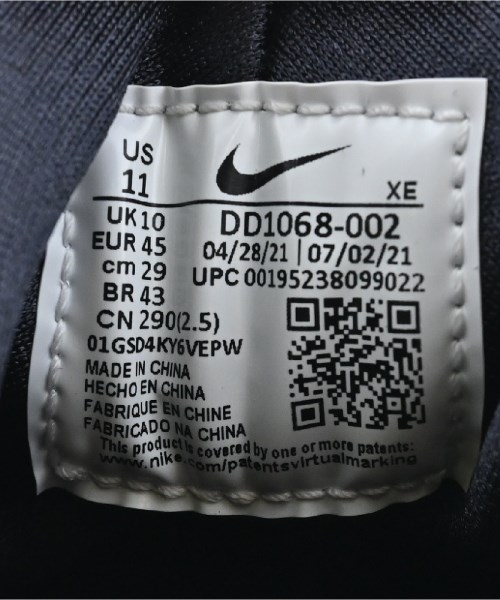 US
11
XE
UK 10
DD1068-002
EUR 45
04/28/21 | 07/02/21
cm 29
UPC 00195238099022
BR 43
CN 290(2.5)
01GSD4KY6VEPW
MADE IN CHINA
HECHO EN CHINA
FABRIQUE EN CHINE
FABRICADO NA CHINA
This product is covered by one or more patents:
www.nike.com/patentsvirtualmarking